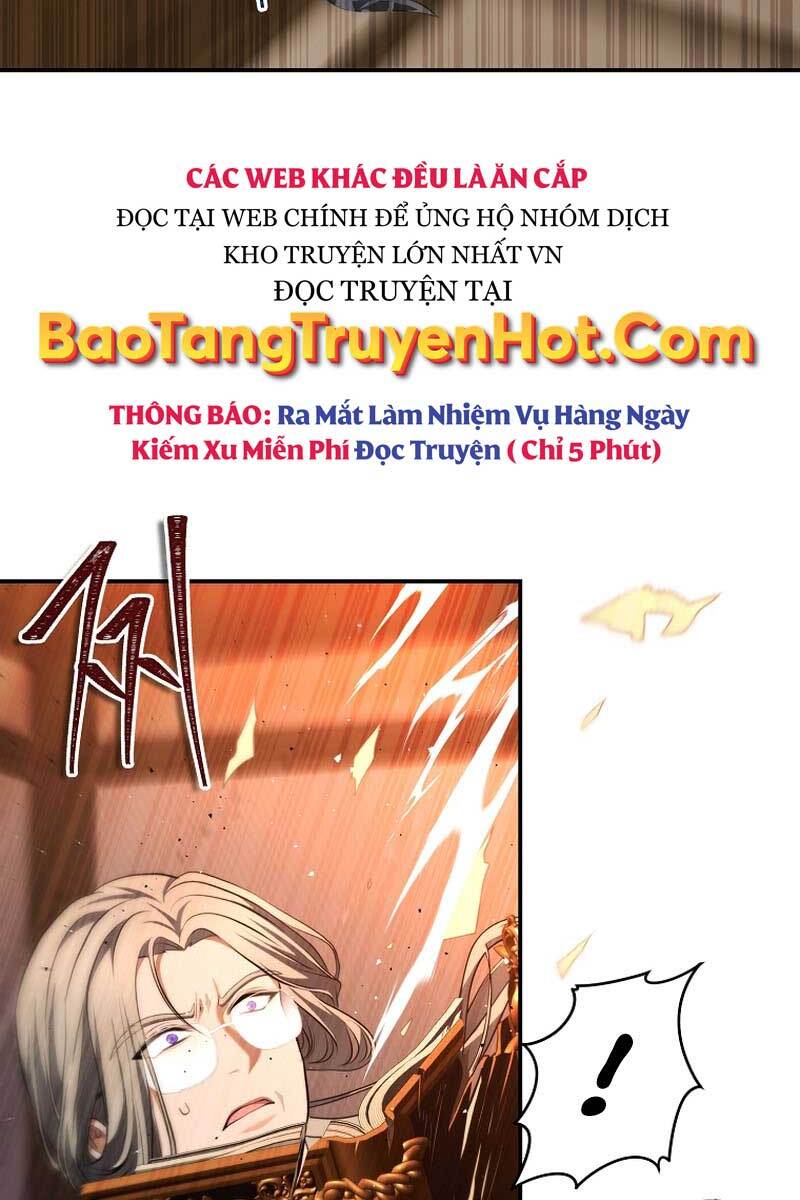 CÁC WEB KHÁC ĐỀU LÀ ĂN CẮP
ĐỌC TẠI WEB CHÍNH ĐỂ ỦNG HỘ NHÓM DỊCH
KHO TRUYỆN LỚN NHẤT VN
ĐỌC TRUYỆN TẠI
BaoTangTruyenHot.Com
THÔNG BÁO: Ra Mắt Làm Nhiệm Vụ Hàng Ngày
Kiếm Xu Miễn Phí Đọc Truyện ( Chỉ 5 Phút)
!